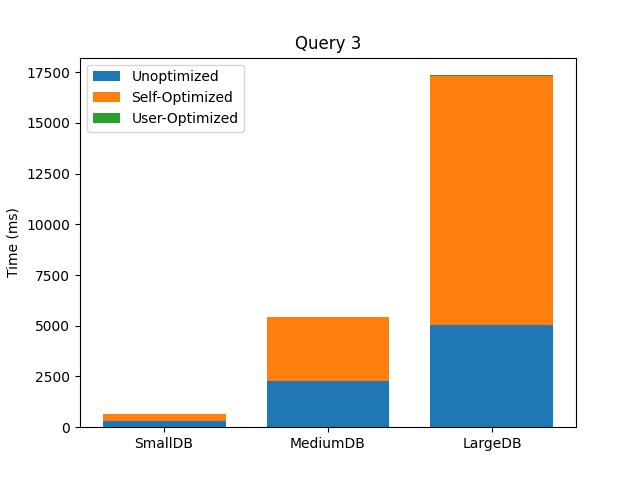 Query 3
Unoptimized
Self-Optimized
User-Optimized
Time (ms)
17500
15000
12500
10000
7500
5000
2500
0
SmallDB
MediumDB
LargeDB